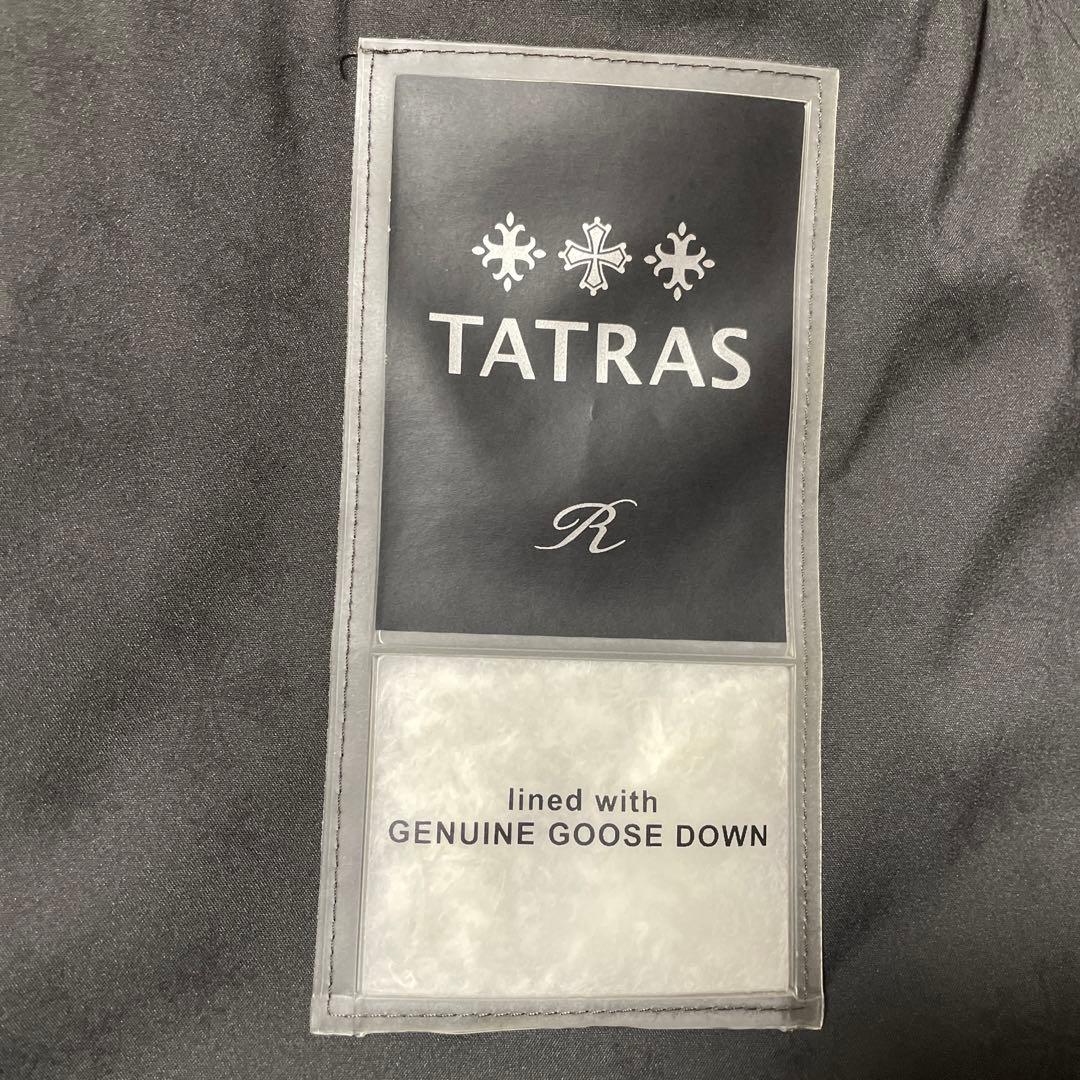 TATRAS
R
lined with
GENUINE GOOSE DOWN